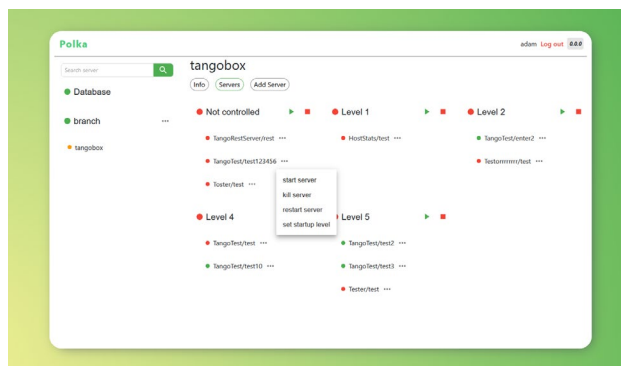 Polka
adam Log out 0.0.0
Search server
tangobox
Info Servers Add Server
Database
branch ...
tangobox
Not controlled
TangoRestServer/rest ...
TangoTest/test123456 ...
Toster/test ...
Level 1
HostStats/test ...
Level 2
TangoTest/enter2 ...
Testorrrrrrr/test ...
start server
kill server
restart server
set startup level
Level 4
TangoTest/test ...
TangoTest/test10 ...
Level 5
TangoTest/test2 ...
TangoTest/test3 ...
Tester/test ...